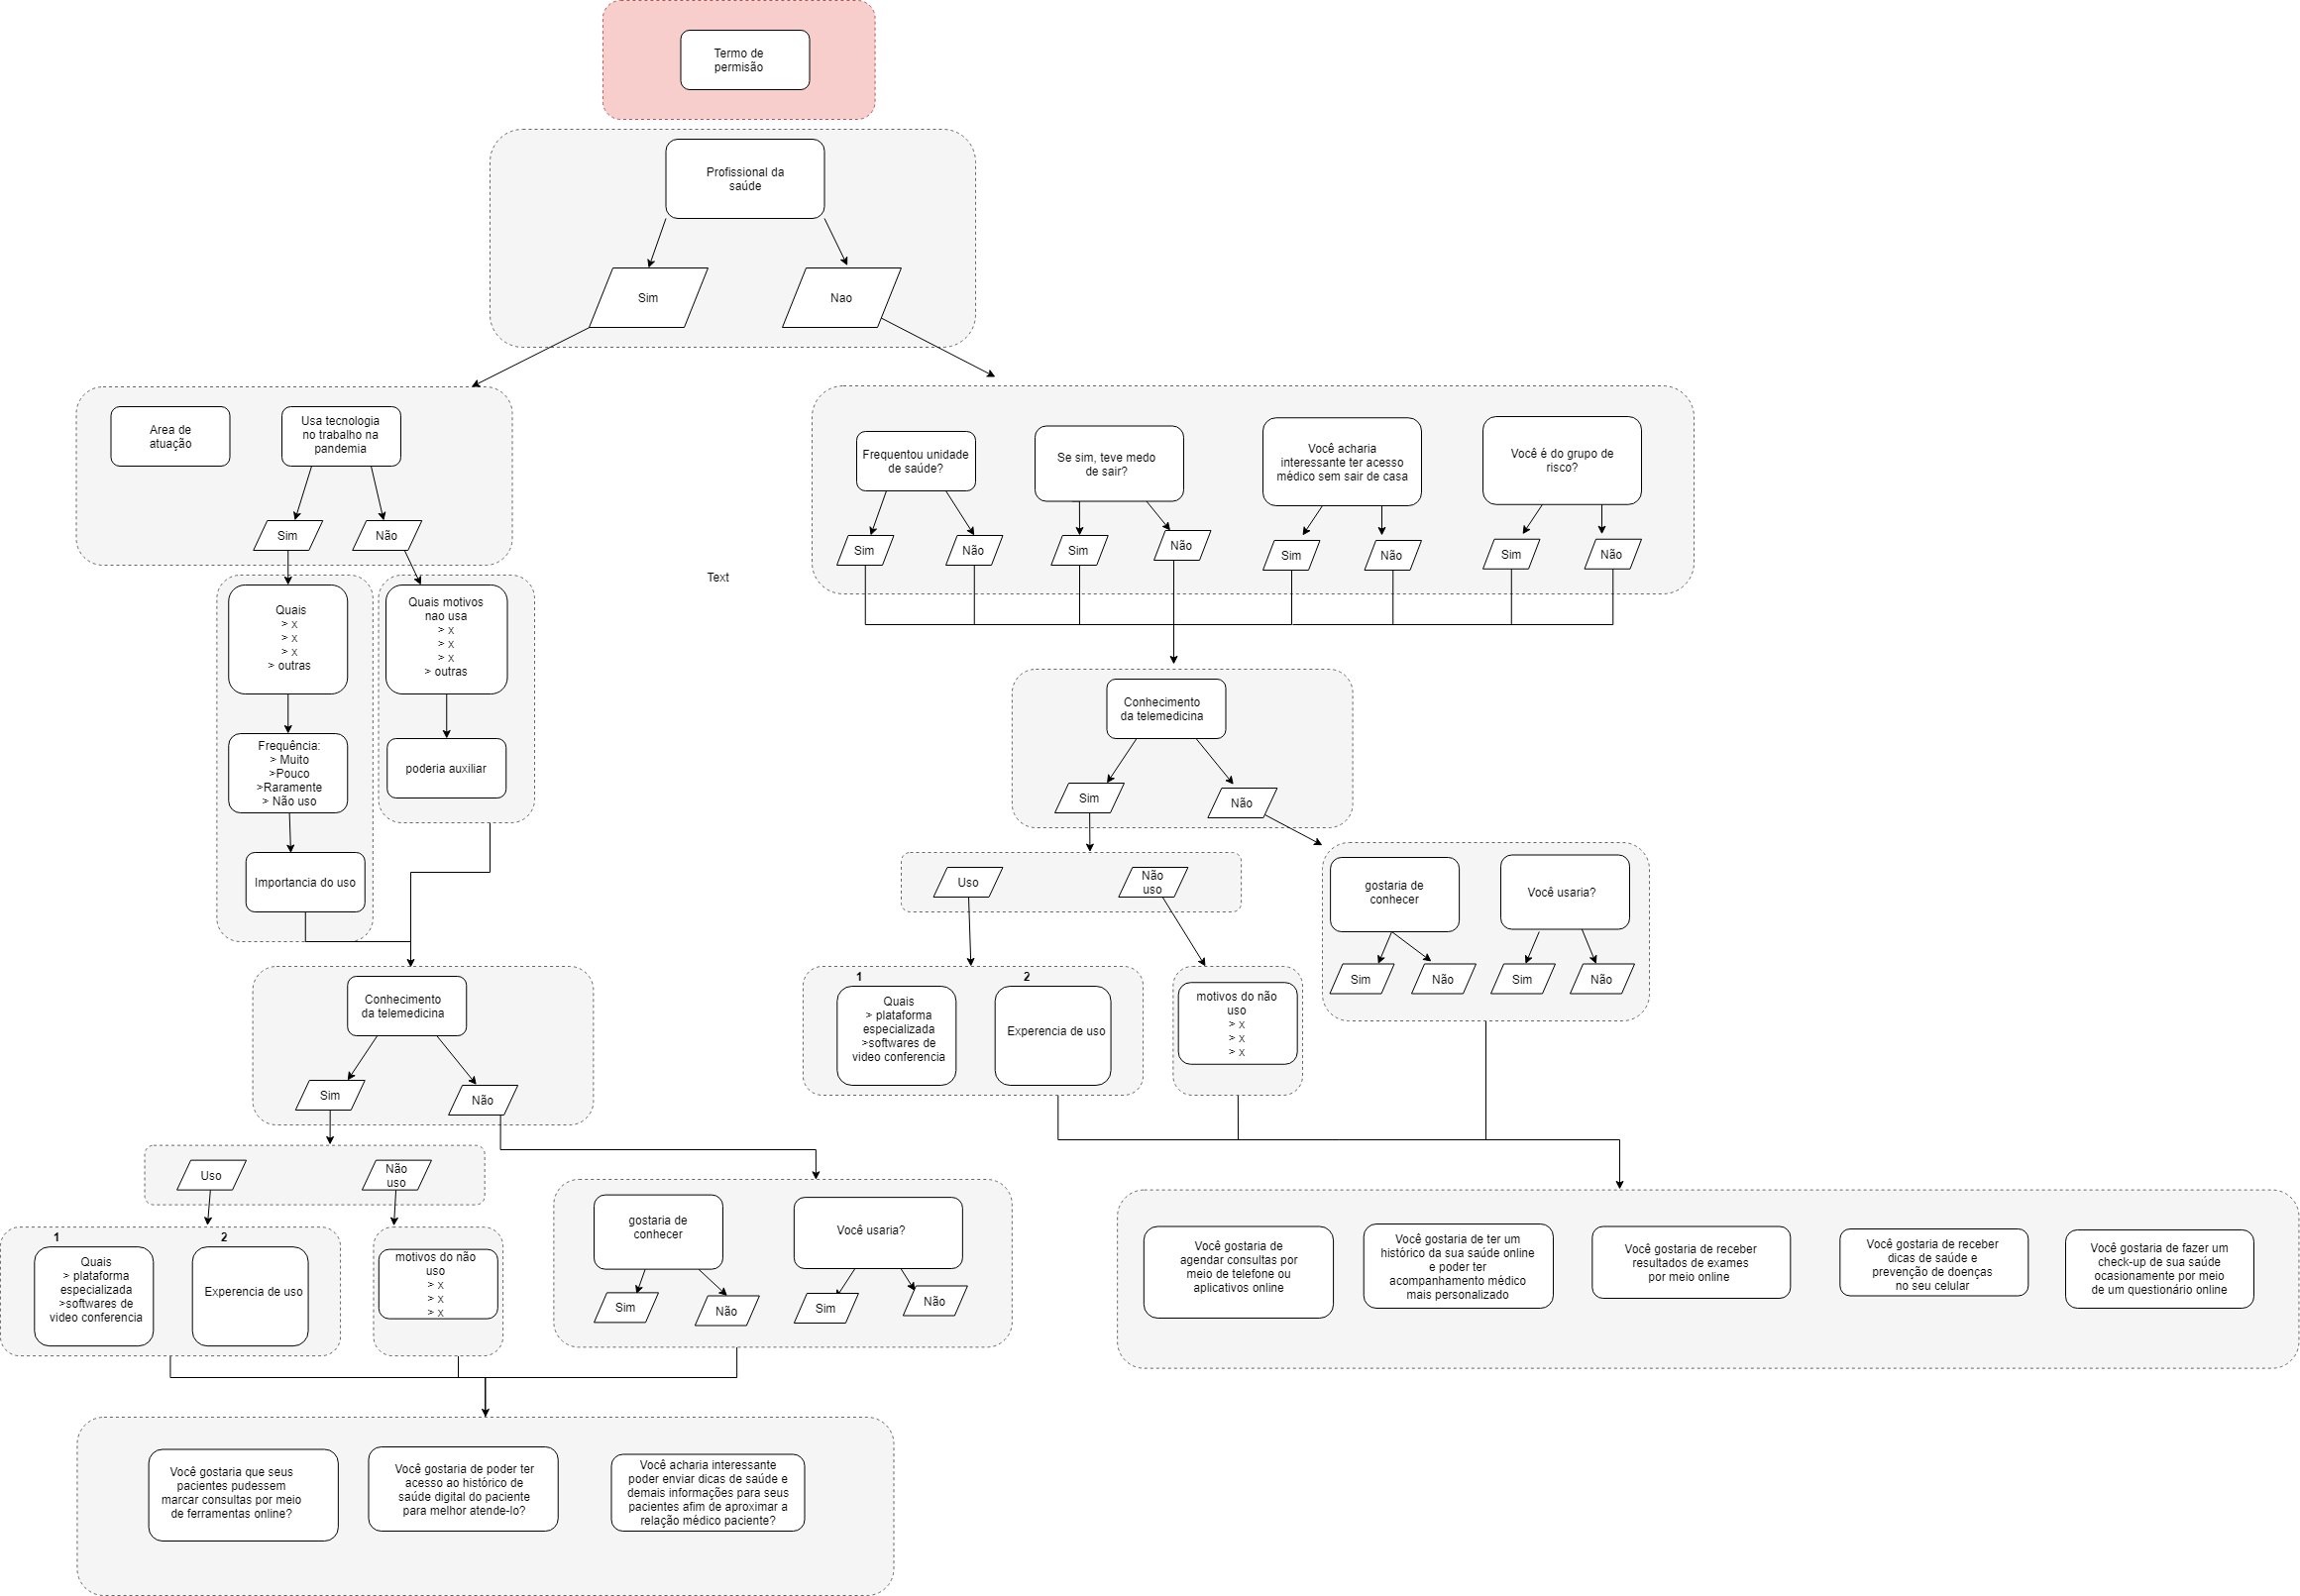 Termo de
permisão
Profissional da
saúde
Sim
Nao
Area de
atuação
Usa tecnologia
no trabalho na
pandemia
Sim
Não
Frequentou unidade
de saúde?
Sim
Não
Se sim, teve medo
de sair?
Sim
Não
Você acharia
interessante ter acesso
médico sem sair de casa
Sim
Não
Você é do grupo de
risco?
Sim
Não
Text
Quais
> x
> x
> x
> outras
Frequência:
> Muito
>Pouco
>Raramente
> Não uso
Importancia do uso
Quais motivos
nao usa
> x
> x
> x
> outras
poderia auxiliar
Conhecimento
da telemedicina
Sim
Não
Uso
Não
uso
1
Quais
> plataforma
especializada
>softwares de
video conferencia
2
Experencia de uso
motivos do não
uso
> x
> x
> x
gostaria de
conhecer
Sim
Não
Você usaria?
Sim
Não
Conhecimento
da telemedicina
Sim
Não
Uso
Não
uso
1
Quais
> plataforma
especializada
>softwares de
video conferencia
2
Experencia de uso
motivos do não
uso
> x
> x
> x
gostaria de
conhecer
Sim
Não
Você usaria?
Sim
Não
Você gostaria de
agendar consultas por
meio de telefone ou
aplicativos online
Você gostaria de ter um
histórico da sua saúde online
e poder ter
acompanhamento médico
mais personalizado
Você gostaria de receber
resultados de exames
por meio online
Você gostaria de receber
dicas de saúde e
prevenção de doenças
no seu celular
Você gostaria de fazer um
check-up de sua saúde
ocasionamente por meio
de um questionário online
Você gostaria que seus
pacientes pudessem
marcar consultas por meio
de ferramentas online?
Você gostaria de poder ter
acesso ao histórico de
saúde digital do paciente
para melhor atende-lo?
Você acharia interessante
poder enviar dicas de saúde e
demais informações para seus
pacientes afim de aproximar a
relação médico paciente?